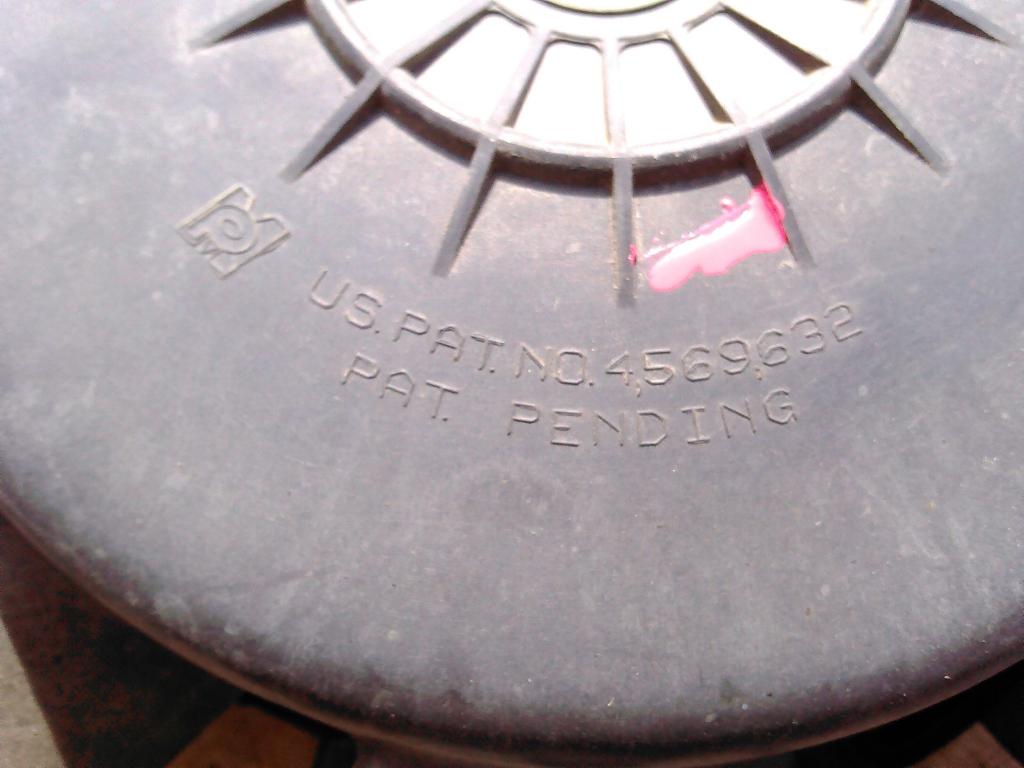 US. PAT. NO. 4,569,632
PAT. PENDING